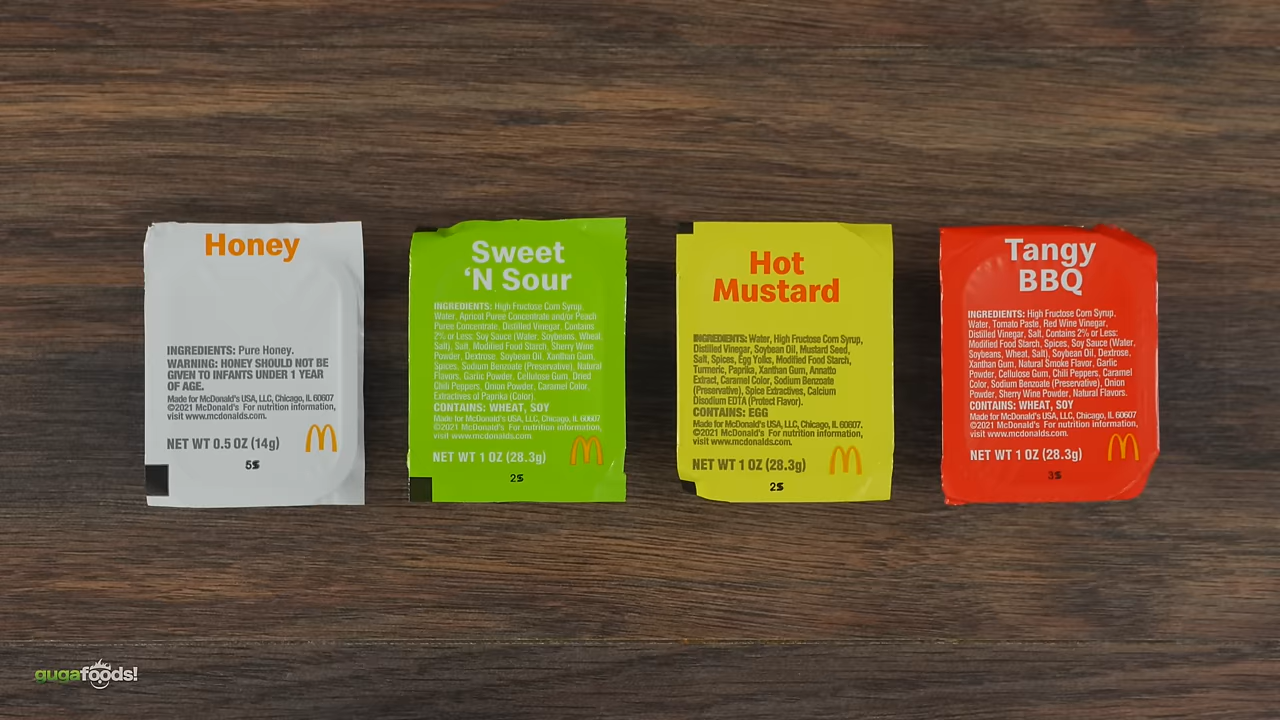 Honey
INGREDIENTS: Pure Honey.
WARNING: HONEY SHOULD NOT BE
GIVEN TO INFANTS UNDER 1 YEAR
OF AGE.
Made for McDonald's USA, LLC, Chicago, IL 60607
©2021 McDonald's For nutrition information,
visit www.mcdonalds.com.
NET WT 0.5 OZ (14g)
Sweet
'N Sour
INGREDIENTS: High Fructose Corn Syrup,
Water, Apricot Puree Concentrate and/or Peach
Puree Concentrate, Distilled Vinegar, Contains
2% or Less: Soy Sauce (Water, Soybeans, Wheat,
Salt), Salt, Modified Food Starch, Sherry Wine
Powder, Dextrose, Soybean Oil, Xanthan Gum,
Spices, Sodium Benzoate (Preservative), Natural
Flavors, Garlic Powder, Cellulose Gum, Dried
Chili Peppers, Onion Powder, Caramel Color,
Extractives of Paprika (Color).
CONTAINS: WHEAT, SOY
Made for McDonald's USA, LLC, Chicago, IL 60607
©2021 McDonald's For nutrition information,
visit www.mcdonalds.com.
NET WT 1 OZ (28.3g)
Hot
Mustard
INGREDIENTS: Water, High Fructose Corn Syrup,
Distilled Vinegar, Soybean Oil, Mustard Seed,
Salt, Spices, Egg Yolks, Modified Food Starch,
Turmeric, Paprika, Xanthan Gum, Annatto
Extract, Caramel Color, Sodium Benzoate
(Preservative), Spice Extractives, Calcium
Disodium EDTA (Protect Flavor).
CONTAINS: EGG
Made for McDonald's USA, LLC, Chicago, IL 60607.
©2021 McDonald's For nutrition information,
visit www.mcdonalds.com.
NET WT 1 OZ (28.3g)
Tangy
BBQ
INGREDIENTS: High Fructose Corn Syrup,
Water, Tomato Paste, Red Wine Vinegar,
Distilled Vinegar, Salt, Contains 2% or Less:
Modified Food Starch, Spices, Soy Sauce (Water,
Soybeans, Wheat, Salt), Soybean Oil, Dextrose,
Xanthan Gum, Natural Smoke Flavor, Garlic
Powder, Cellulose Gum, Chili Peppers, Caramel
Color, Sodium Benzoate (Preservative), Onion
Powder, Sherry Wine Powder, Natural Flavors.
CONTAINS: WHEAT, SOY
Made for McDonald's USA, LLC, Chicago, IL 60607
©2021 McDonald's For nutrition information,
visit www.mcdonalds.com.
NET WT 1 OZ (28.3g)
gugafoods!